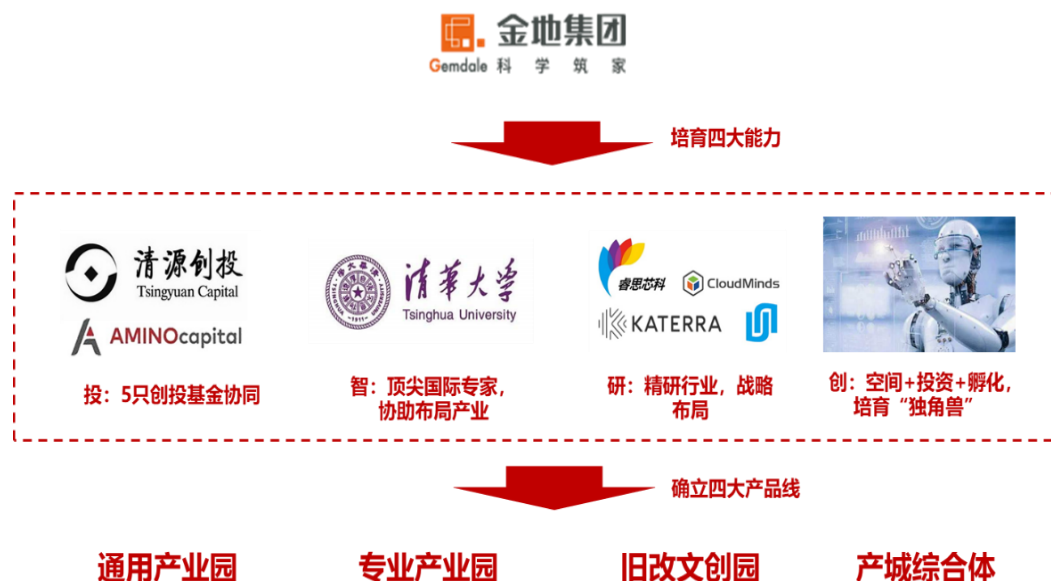 金地集团
Gemdale 科学筑家
培育四大能力
清源创投
Tsingyuan Capital
AMINOcapital
清華大学
Tsinghua University
睿思芯科
CloudMinds
KATERRA
投：5只创投基金协同
智：顶尖国际专家，
协助布局产业
研：精研行业，战略
布局
创：空间+投资+孵化，
培育“独角兽”
确立四大产品线
通用产业园
专业产业园
旧改文创园
产城综合体